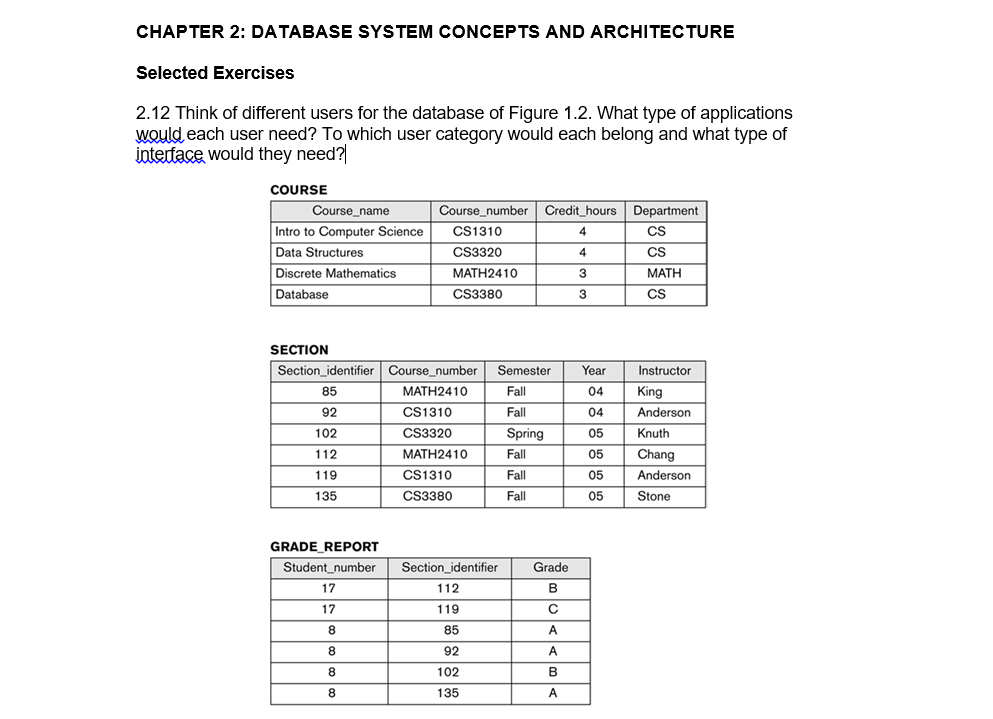 CHAPTER 2: DATABASE SYSTEM CONCEPTS AND ARCHITECTURE
Selected Exercises
2.12 Think of different users for the database of Figure 1.2. What type of applications
would each user need? To which user category would each belong and what type of
interface would they need?
COURSE
Course_name Course_number Credit_hours Department
Intro to Computer Science CS1310 4 CS
Data Structures CS3320 4 CS
Discrete Mathematics MATH2410 3 MATH
Database CS3380 3 CS
SECTION
Section_identifier Course_number Semester Year Instructor
85 MATH2410 Fall 04 King
92 CS1310 Fall 04 Anderson
102 CS3320 Spring 05 Knuth
112 MATH2410 Fall 05 Chang
119 CS1310 Fall 05 Anderson
135 CS3380 Fall 05 Stone
GRADE_REPORT
Student_number Section_identifier Grade
17 112 B
17 119 C
8 85 A
8 92 A
8 102 B
8 135 A